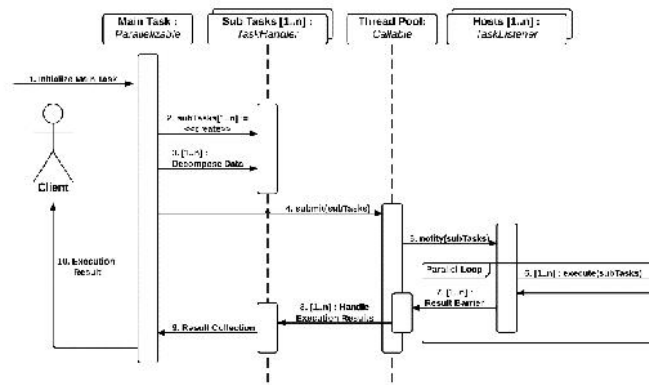 Main Task :
Parallelizable
Sub Tasks [1..n] :
TaskHandler
Thread Pool:
Callable
Hosts [1..n] :
TaskListener
1. Initialize Main Task
2. subTasks[1..n] =
<<create>>
3. [1..n] :
Decompose Data
Client
4. submit(subTasks)
5. notify(subTasks)
Parallel Loop
6. [1..n] : execute(subTasks)
7. [1..n] :
Result Barrier
8. [1..n] : Handle
Execution Results
9. Result Collection
10. Execution
Result